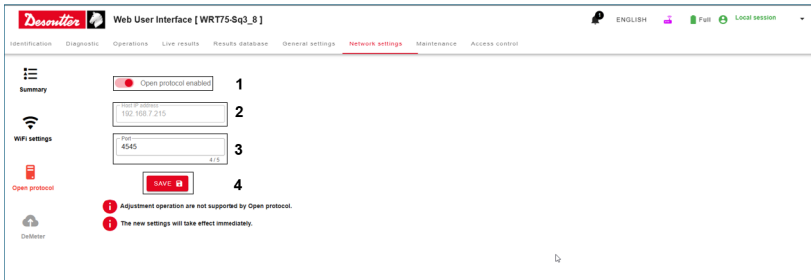 Desoutter Web User Interface [ WRT75-Sq3_8 ] ENGLISH Full Local session
Identification Diagnostic Operations Live results Results database General settings Network settings Maintenance Access control
Summary
WiFi settings
Open protocol
DeMeter
Open protocol enabled 1
Host IP address
192.168.7.215 2
Port
4545 3
4/5
SAVE 4
Adjustment operation are not supported by Open protocol.
The new settings will take effect immediately.